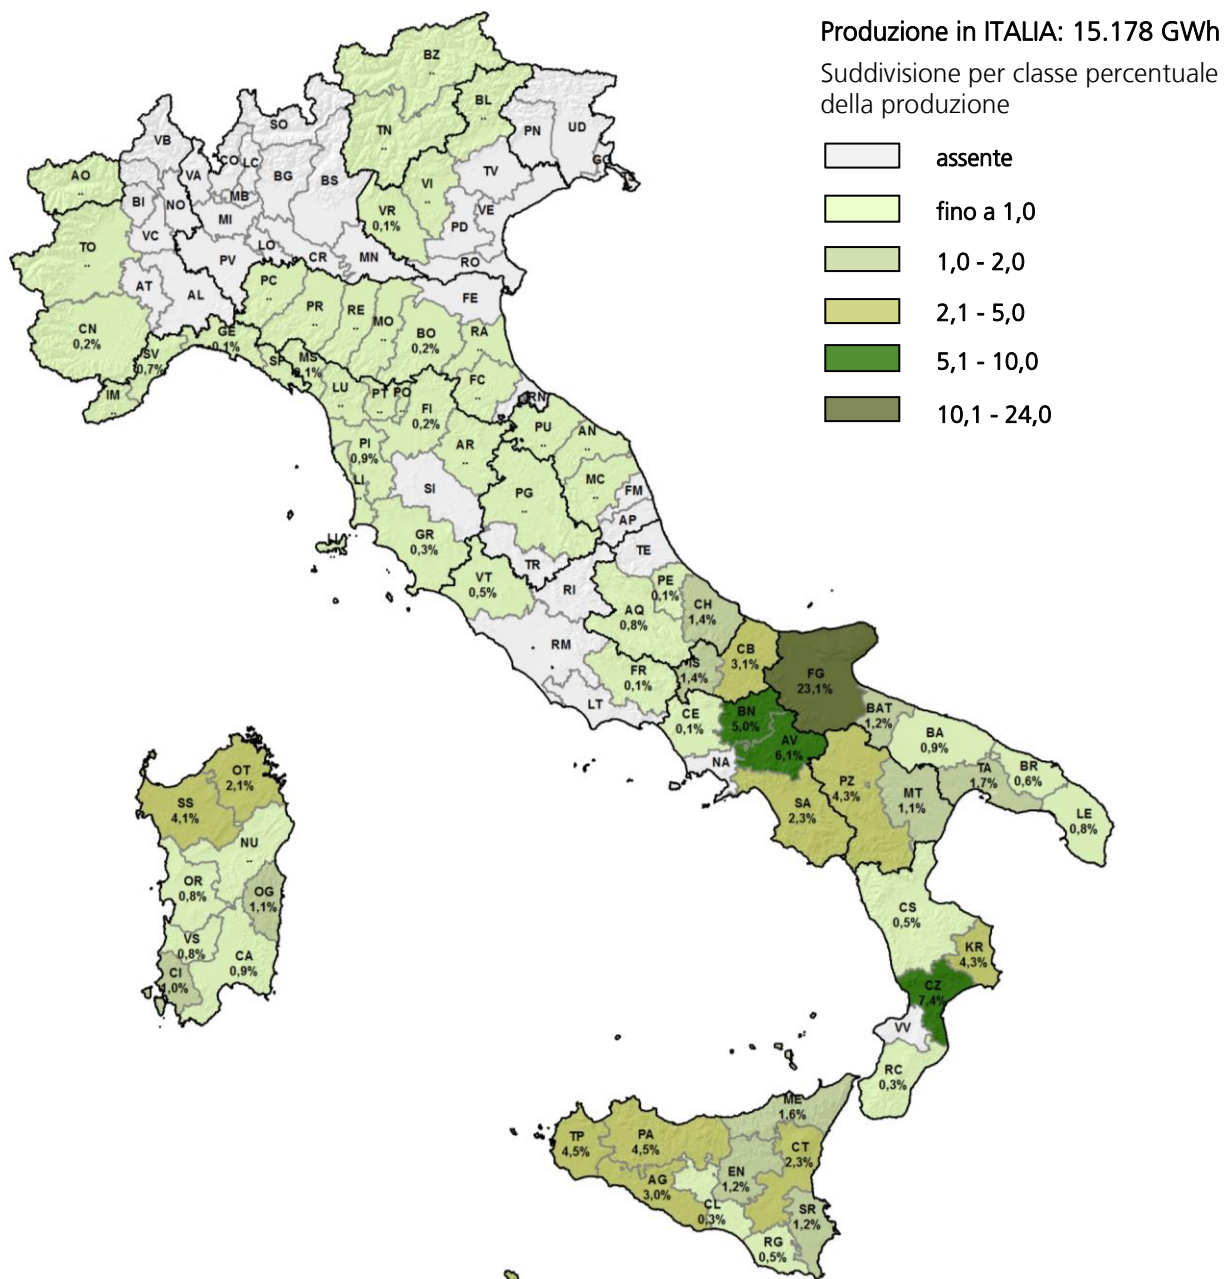 Produzione in ITALIA: 15.178 GWh
Suddivisione per classe percentuale
della produzione
assente
fino a 1,0
1,0 - 2,0
2,1 - 5,0
5,1 - 10,0
10,1 - 24,0
BZ
..
BL
..
TN
..
PN
UD
GO
SO
VB
CO
LC
VA
BG
BS
TV
AO
..
VI
..
BI
NO
MB
MI
VR
0,1%
VE
PD
VC
TO
..
LO
PV
CR
MN
RO
AT
AL
PC
..
FE
PR
..
RE
..
MO
..
BO
0,2%
RA
..
CN
0,2%
GE
0,1%
SV
0,7%
SP
MS
0,1%
IM
..
LU
..
PT
..
PO
..
FI
0,2%
FC
..
RN
PU
..
AN
..
AR
..
PI
0,9%
LI
SI
PG
..
MC
..
FM
AP
GR
0,3%
TE
TR
RI
VT
0,5%
PE
0,1%
CH
1,4%
AQ
0,8%
RM
CB
3,1%
IS
1,4%
FR
0,1%
FG
23,1%
LT
CE
0,1%
BN
5,0%
BAT
1,2%
AV
6,1%
BA
0,9%
NA
TA
1,7%
BR
0,6%
PZ
4,3%
MT
1,1%
SA
2,3%
LE
0,8%
OT
2,1%
SS
4,1%
NU
..
OR
0,8%
OG
1,1%
VS
0,8%
CA
0,9%
CI
1,0%
CS
0,5%
KR
4,3%
CZ
7,4%
VV
RC
0,3%
ME
1,6%
TP
4,5%
PA
4,5%
CT
2,3%
EN
1,2%
AG
3,0%
CL
0,3%
SR
1,2%
RG
0,5%